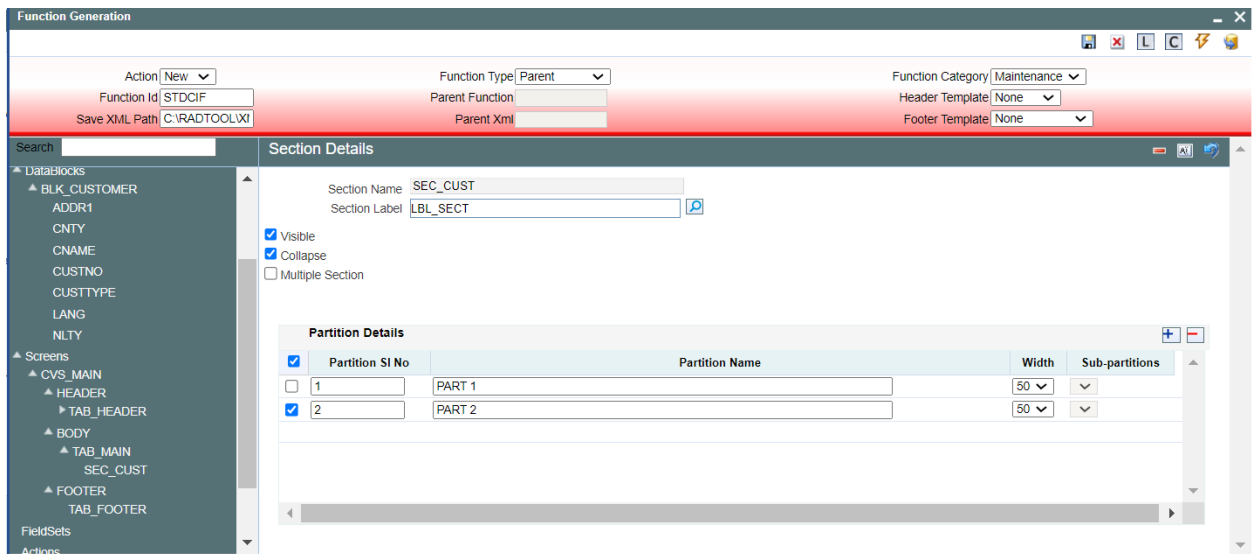 Function Generation
L C
Action New Function Type Parent Function Category Maintenance
Function Id STDCIF Parent Function Header Template None
Save XML Path C:\RADTOOL\XI Parent Xml Footer Template None
Search Section Details
DataBlocks
BLK_CUSTOMER
ADDR1
CNTY
CNAME
CUSTNO
CUSTTYPE
LANG
NLTY
Screens
CVS_MAIN
HEADER
TAB_HEADER
BODY
TAB_MAIN
SEC_CUST
FOOTER
TAB_FOOTER
FieldSets
Actions
Section Name SEC_CUST
Section Label LBL_SECT
Visible
Collapse
Multiple Section
Partition Details
Partition Sl No Partition Name Width Sub-partitions
1 PART 1 50
2 PART 2 50